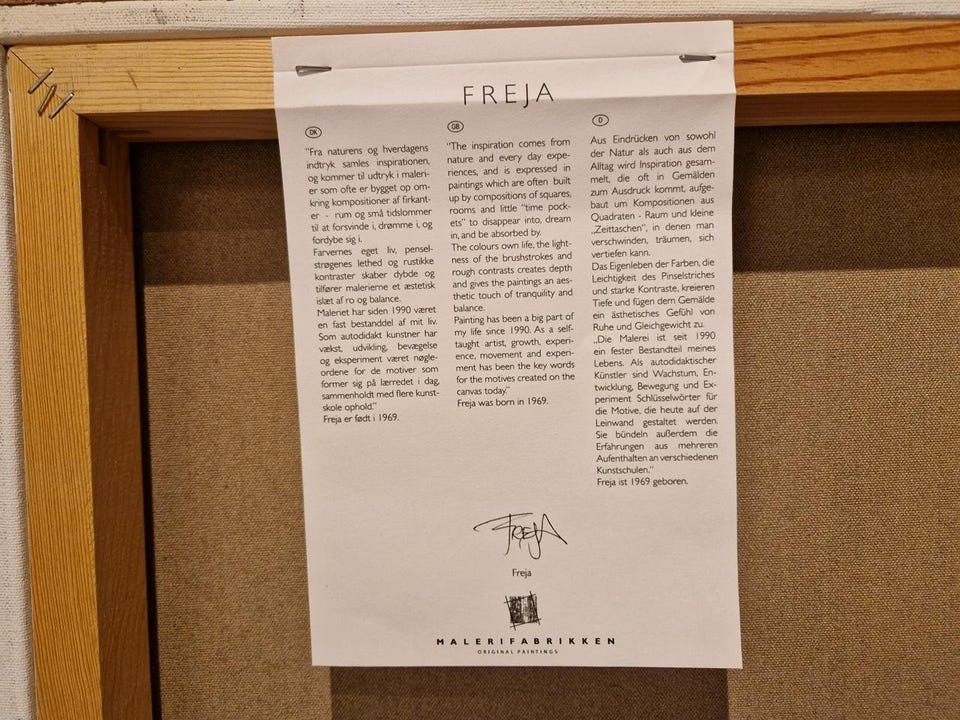 FREJA
DK
"Fra naturens og hverdagens
indtryk samles inspirationen,
og kommer til udtryk i maleri-
er som ofte er bygget op om-
kring kompositioner af firkant-
er - rum og små tidslommer
til at forsvinde i, drømme i, og
fordybe sig i.
Farvernes eget liv, pensel-
strøgenes lethed og rustikke
kontraster skaber dybde og
tilfører malerierne et æstetisk
islæt af ro og balance.
Maleriet har siden 1990 været
en fast bestanddel af mit liv.
Som autodidakt kunstner har
vækst, udvikling, bevægelse
og eksperiment været nøgle-
ordene for de motiver som
former sig på lærredet i dag,
sammenholdt med flere kunst-
skole ophold."
Freja er født i 1969.
GB
"The inspiration comes from
nature and every day expe-
riences, and is expressed in
paintings which are often built
up by compositions of squares,
rooms and little "time pock-
ets" to disappear into, dream
in, and be absorbed by.
The colours own life, the light-
ness of the brushstrokes and
rough contrasts creates depth
and gives the paintings an aes-
thetic touch of tranquility and
balance.
Painting has been a big part of
my life since 1990. As a self-
taught artist, growth, experi-
ence, movement and experi-
ment has been the key words
for the motives created on the
canvas today."
Freja was born in 1969.
D
Aus Eindrücken von sowohl
der Natur als auch aus dem
Alltag wird Inspiration gesam-
melt, die oft in Gemälden
zum Ausdruck kommt, aufge-
baut um Kompositionen aus
Quadraten - Raum und kleine
„Zeittaschen", in denen man
verschwinden, träumen, sich
vertiefen kann.
Das Eigenleben der Farben, die
Leichtigkeit des Pinselstriches
und starke Kontraste, kreieren
Tiefe und fügen dem Gemälde
ein ästhetisches Gefühl von
Ruhe und Gleichgewicht zu.
„Die Malerei ist seit 1990
ein fester Bestandteil meines
Lebens. Als autodidaktischer
Künstler sind Wachstum, En-
twicklung, Bewegung und Ex-
periment Schlüsselwörter für
die Motive, die heute auf der
Leinwand gestaltet werden.
Sie bündeln außerdem die
Erfahrungen aus mehreren
Aufenthalten an verschiedenen
Kunstschulen."
Freja ist 1969 geboren.
FREJA
Freja
MALERIFABRIKKEN
ORIGINAL PAINTINGS